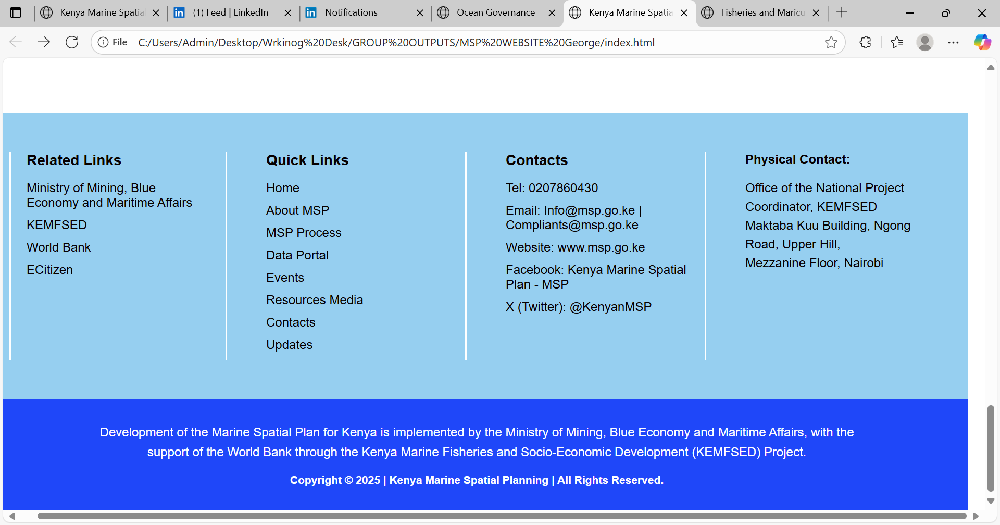 Kenya Marine Spatia
(1) Feed | LinkedIn
Notifications
Ocean Governance
Kenya Marine Spatia
Fisheries and Maricu
File C:/Users/Admin/Desktop/Wrkinog%20Desk/GROUP%20OUTPUTS/MSP%20WEBSITE%20George/index.html
Related Links
Ministry of Mining, Blue
Economy and Maritime Affairs
KEMFSED
World Bank
ECitizen
Quick Links
Home
About MSP
MSP Process
Data Portal
Events
Resources Media
Contacts
Updates
Contacts
Tel: 0207860430
Email: Info@msp.go.ke |
Compliants@msp.go.ke
Website: www.msp.go.ke
Facebook: Kenya Marine Spatial
Plan - MSP
X (Twitter): @KenyanMSP
Physical Contact:
Office of the National Project
Coordinator, KEMFSED
Maktaba Kuu Building, Ngong
Road, Upper Hill,
Mezzanine Floor, Nairobi
Development of the Marine Spatial Plan for Kenya is implemented by the Ministry of Mining, Blue Economy and Maritime Affairs, with the
support of the World Bank through the Kenya Marine Fisheries and Socio-Economic Development (KEMFSED) Project.
Copyright © 2025 | Kenya Marine Spatial Planning | All Rights Reserved.